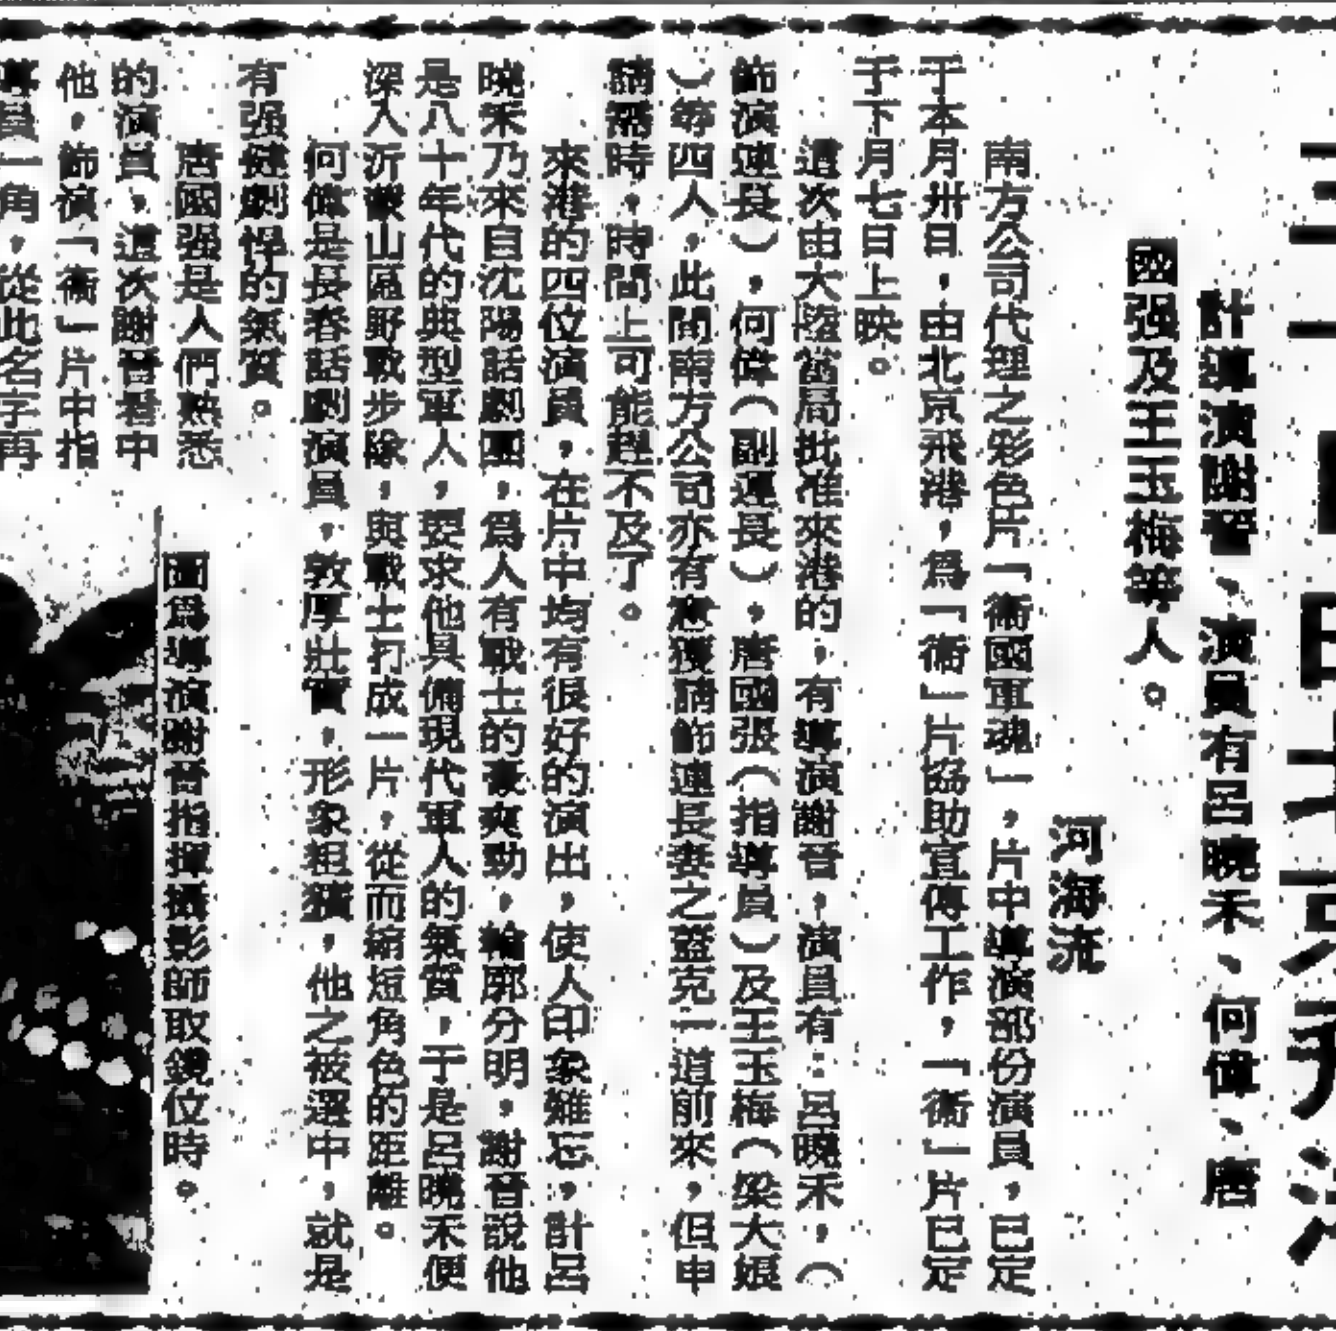 三十日由北京飛港
計導演謝晉、演員有呂曉禾、何偉、唐
國强及王玉梅等人。
河海流
南方公司代理之彩色片「衛國軍魂」，片中導演部份演員，已定
于本月卅日，由北京飛港，爲「衛」片協助宣傳工作，「衛」片已定
于下月七日上映。
這次由大陸當局批准來港的，有導演謝晉，演員有：呂曉禾，（
飾演連長），何偉（副連長），唐國張（指導員）及王玉梅（梁大娘
）等四人，此間南方公司亦有意獲請飾連長妻之蓋克一道前來，但申
請需時，時間上可能趕不及了。
來港的四位演員，在片中均有很好的演出，使人印象難忘，計呂
曉禾乃來自沈陽話劇團，爲人有戰士的豪爽勁，輪廓分明，謝晉說他
是八十年代的典型軍人，要求他具備現代軍人的氣質，于是呂曉禾便
深入沂蒙山區野戰步隊，與戰士打成一片，從而縮短角色的距離。
何偉是長春話劇演員，敦厚壯實，形象粗獷，他之被選中，就是
有强健剽悍的氣質。
唐國强是人們熟悉
的演員，這次謝晉看中
他，飾演「衛」片中指
導員一角，從此名字再
圖爲導演謝晉指揮攝影師取鏡位時。